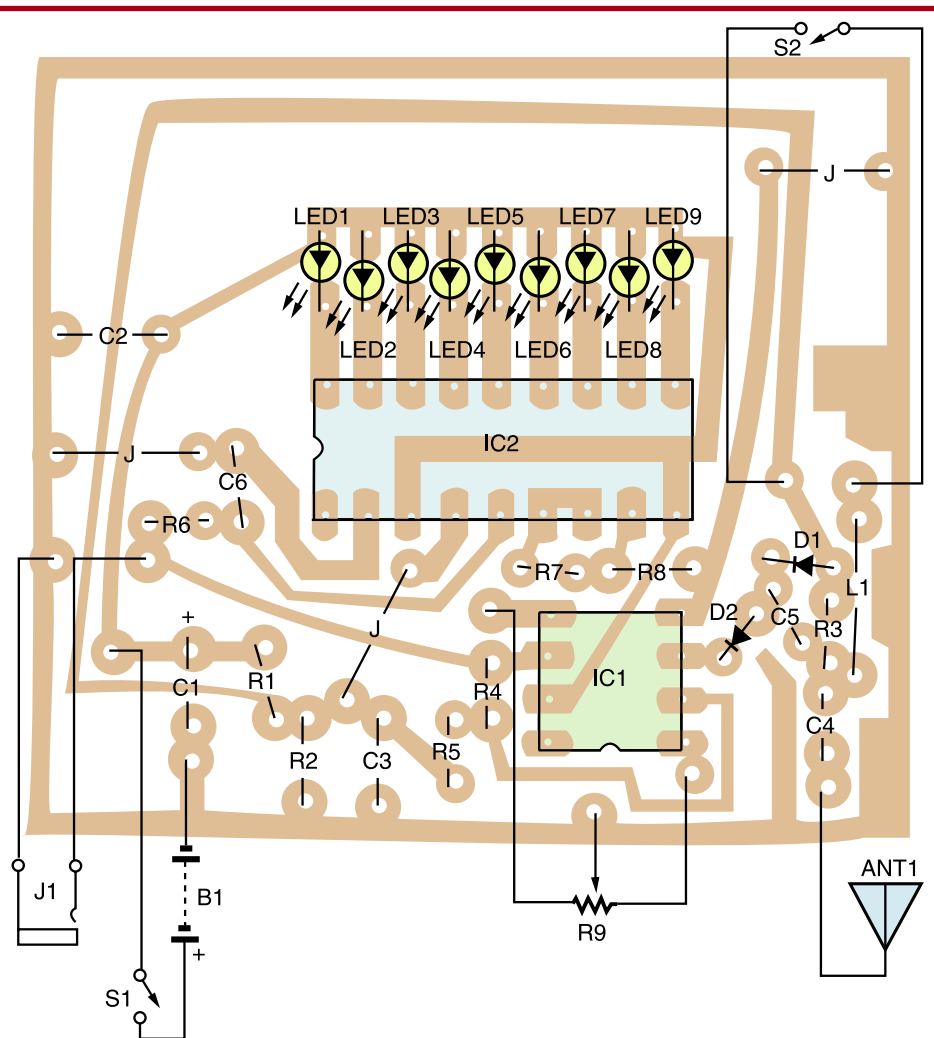 S2
J
LED1 LED3 LED5 LED7 LED9
C2
LED2 LED4 LED6 LED8
J
IC2
C6
R6
D1
R7 R8
L1
D2
C5
J
R3
+
R1
IC1
C1
R4
C4
R2 C3 R5
ANT1
J1
B1
R9
+
S1